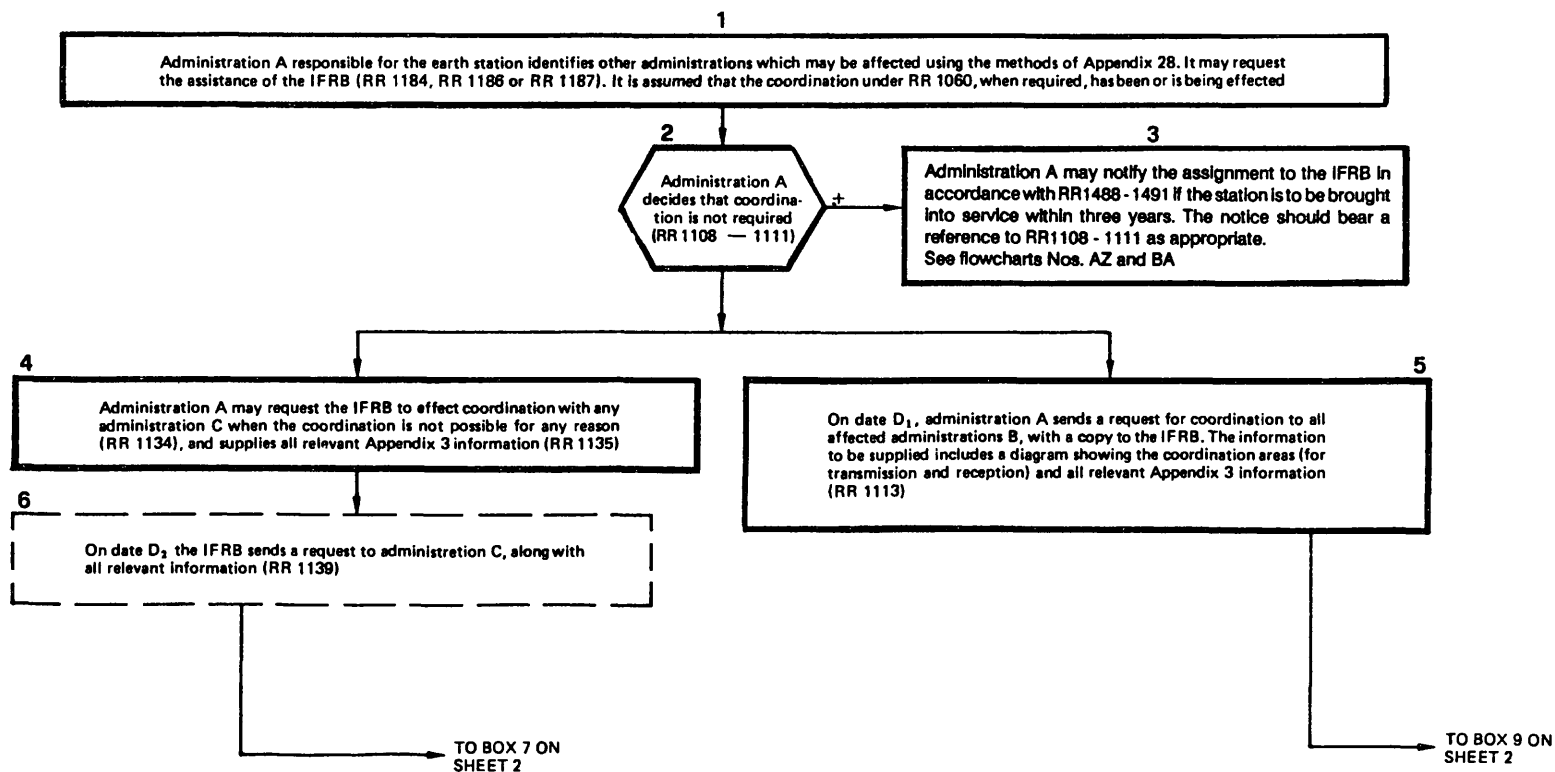 1
Administration A responsible for the earth station identifies other administrations which may be affected using the methods of Appendix 28. It may request
the assistance of the IFRB (RR 1184, RR 1186 or RR 1187). It is assumed that the coordination under RR 1060, when required, has been or is being effected
2
Administration A
decides that coordina-
tion is not required
(RR 1108 — 1111)
+
3
Administration A may notify the assignment to the IFRB in
accordance with RR1488 - 1491 if the station is to be brought
into service within three years. The notice should bear a
reference to RR1108 - 1111 as appropriate.
See flowcharts Nos. AZ and BA
4
Administration A may request the IFRB to effect coordination with any
administration C when the coordination is not possible for any reason
(RR 1134), and supplies all relevant Appendix 3 information (RR 1135)
5
On date D₁, administration A sends a request for coordination to all
affected administrations B, with a copy to the IFRB. The information
to be supplied includes a diagram showing the coordination areas (for
transmission and reception) and all relevant Appendix 3 information
(RR 1113)
6
On date D₂ the IFRB sends a request to administretion C, along with
all relevant information (RR 1139)
TO BOX 7 ON
SHEET 2
TO BOX 9 ON
SHEET 2